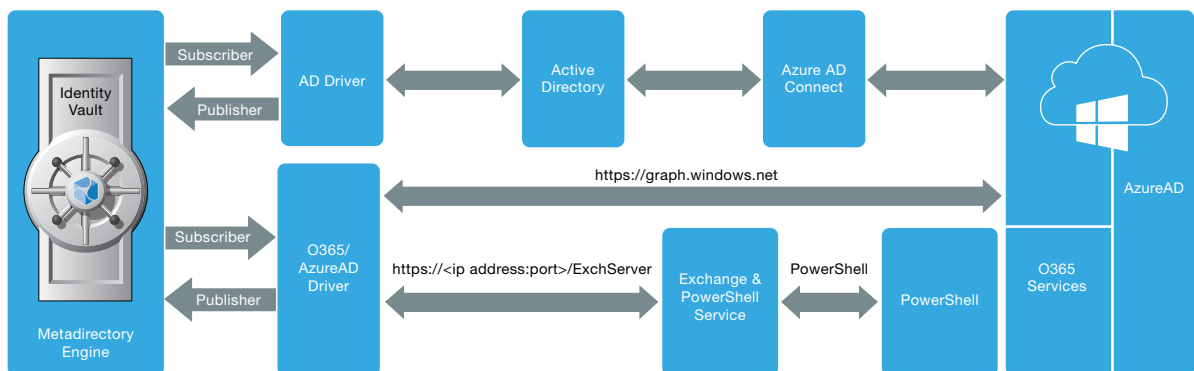 Identity
Vault
Metadirectory
Engine
Subscriber
Publisher
AD Driver
Active
Directory
Azure AD
Connect
https://graph.windows.net
AzureAD
Subscriber
Publisher
O365/
AzureAD
Driver
https://<ip address:port>/ExchServer
Exchange &
PowerShell
Service
PowerShell
PowerShell
O365
Services